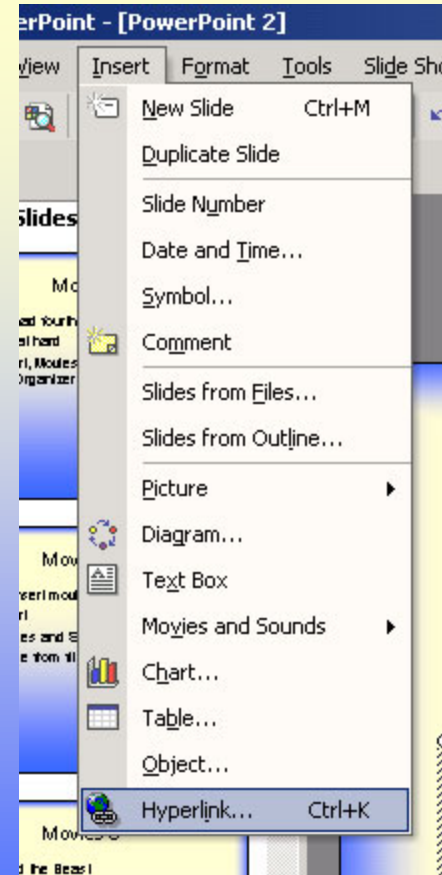 erPoint - [PowerPoint 2]
View Insert Format Tools Slide Sho
New Slide Ctrl+M
Duplicate Slide
Slide Number
Slides
Date and Time...
Mo
Symbol...
Comment
Slides from Files...
Slides from Outline...
Picture
Diagram...
Mov
Text Box
Movies and Sounds
Chart...
Table...
Object...
Hyperlink... Ctrl+K